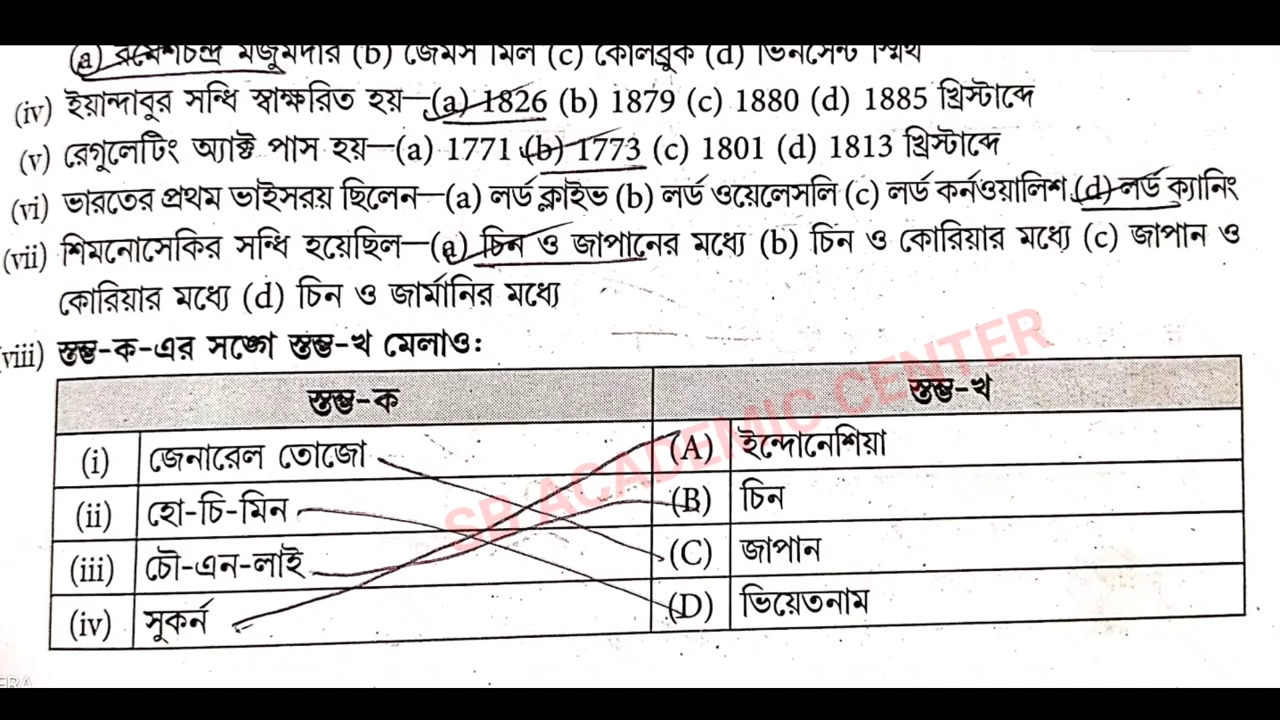 (a) রমেশচন্দ্র মজুমদার (b) জেমস মিল (c) কোলব্রুক (d) ভিনসেন্ট স্মিথ
(iv) ইয়ান্দাবুর সন্ধি স্বাক্ষরিত হয়—(a) 1826 (b) 1879 (c) 1880 (d) 1885 খ্রিস্টাব্দে
(v) রেগুলেটিং অ্যাক্ট পাস হয়—(a) 1771 (b) 1773 (c) 1801 (d) 1813 খ্রিস্টাব্দে
(vi) ভারতের প্রথম ভাইসরয় ছিলেন—(a) লর্ড ক্লাইভ (b) লর্ড ওয়েলেসলি (c) লর্ড কর্নওয়ালিশ (d) লর্ড ক্যানিং
(vii) শিমনোসেকির সন্ধি হয়েছিল—(a) চিন ও জাপানের মধ্যে (b) চিন ও কোরিয়ার মধ্যে (c) জাপান ও
কোরিয়ার মধ্যে (d) চিন ও জার্মানির মধ্যে
(viii) স্তম্ভ-ক-এর সঙ্গে স্তম্ভ-খ মেলাও:
স্তম্ভ-ক স্তম্ভ-খ
(i) জেনারেল তোজো (A) ইন্দোনেশিয়া
(ii) হো-চি-মিন (B) চিন
(iii) চৌ-এন-লাই (C) জাপান
(iv) সুকর্ন (D) ভিয়েতনাম
SB ACADEMIC CENTER